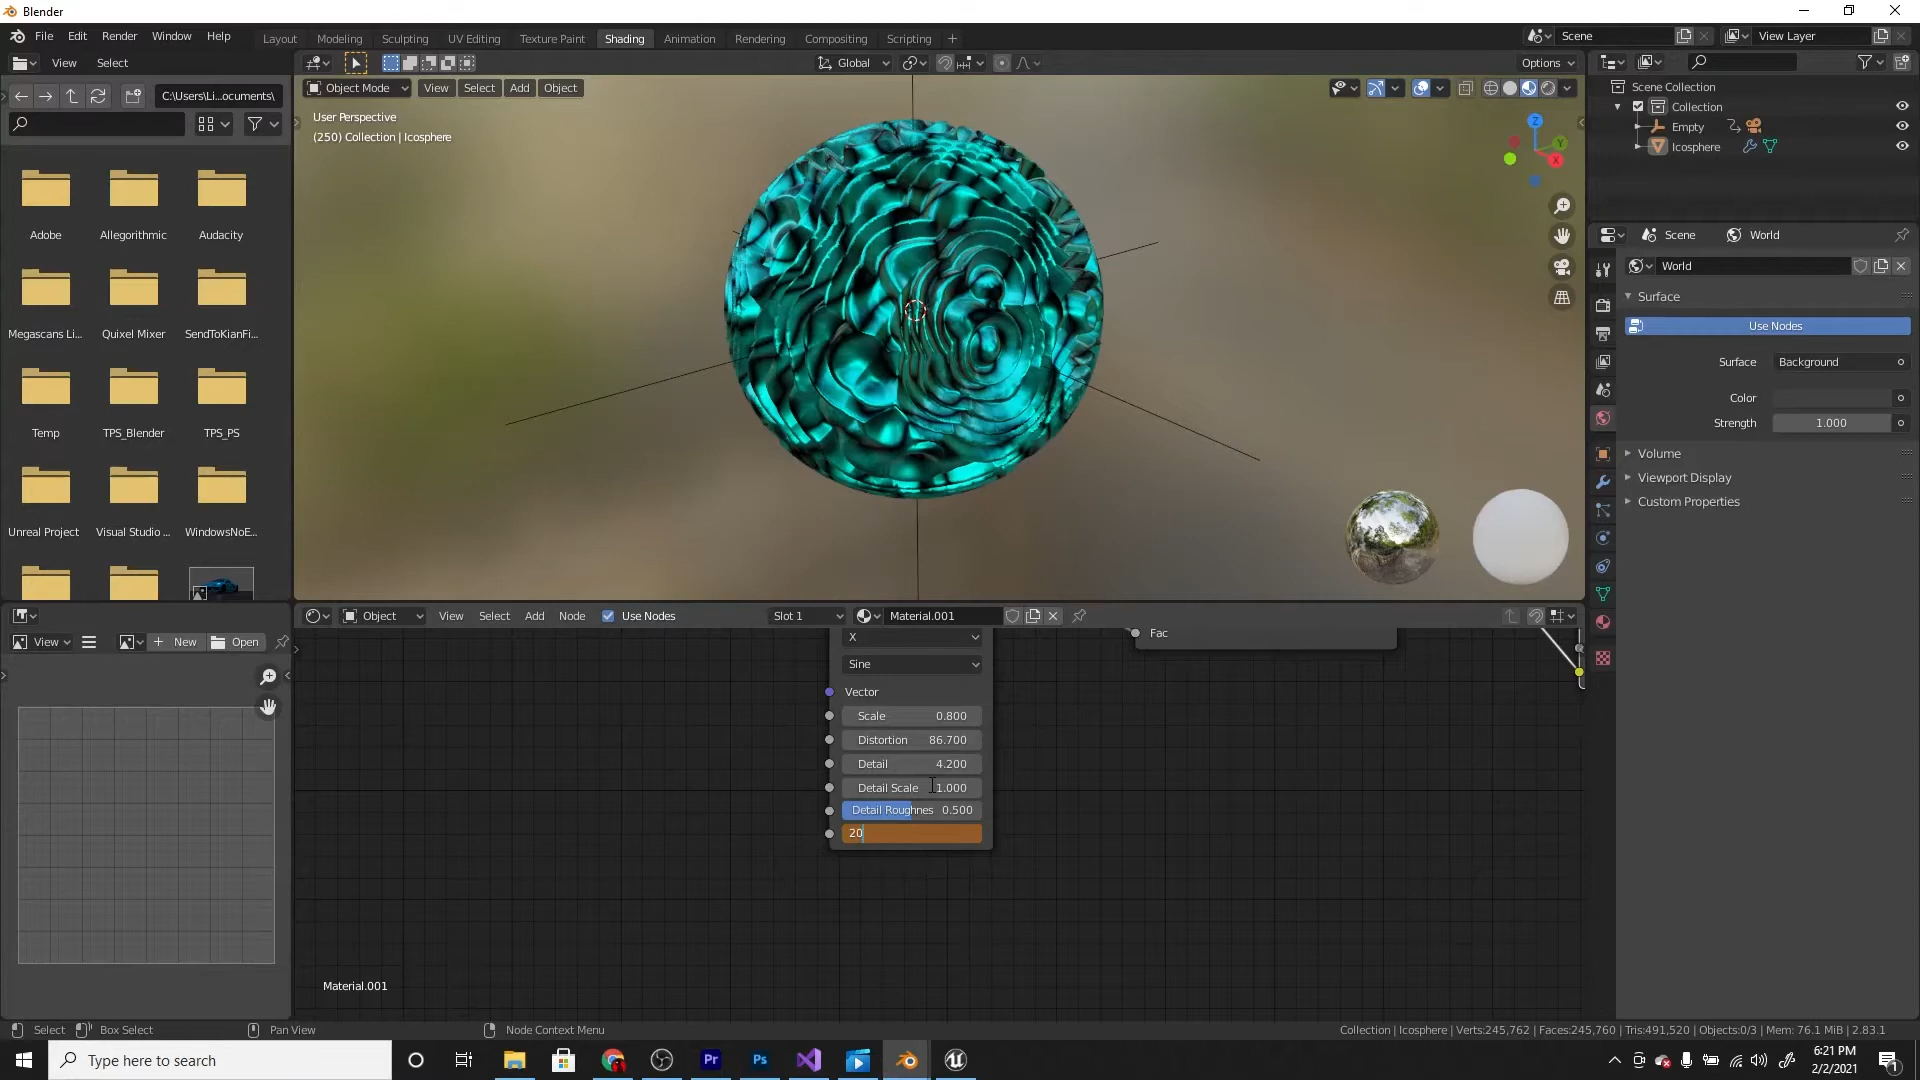 Blender
File Edit Render Window Help
Layout Modeling Sculpting UV Editing Texture Paint Shading Animation Rendering Compositing Scripting
Scene
View Layer
View Select
Global
Options
C:\Users\Li...ocuments\
Object Mode View Select Add Object
User Perspective
(250) Collection | Icosphere
Z
Y
X
Adobe
Allegorithmic
Audacity
Megascans Li...
Quixel Mixer
SendToKianFi...
Temp
TPS_Blender
TPS_PS
Unreal Project
Visual Studio ...
WindowsNoE...
Scene Collection
Collection
Empty
Icosphere
Scene
World
World
Surface
Use Nodes
Surface Background
Color
Strength 1.000
Volume
Viewport Display
Custom Properties
Object View Select Add Node Use Nodes Slot 1 Material.001
View New Open
X
Sine
Vector
Scale 0.800
Distortion 86.700
Detail 4.200
Detail Scale 1.000
Detail Roughnes 0.500
20
Fac
Material.001
Select Box Select Pan View Node Context Menu
Collection | Icosphere | Verts:245,762 | Faces:245,760 | Tris:491,520 | Objects:0/3 | Mem: 76.1 MiB | 2.83.1
Type here to search
Pr
Ps
6:21 PM
2/2/2021
1